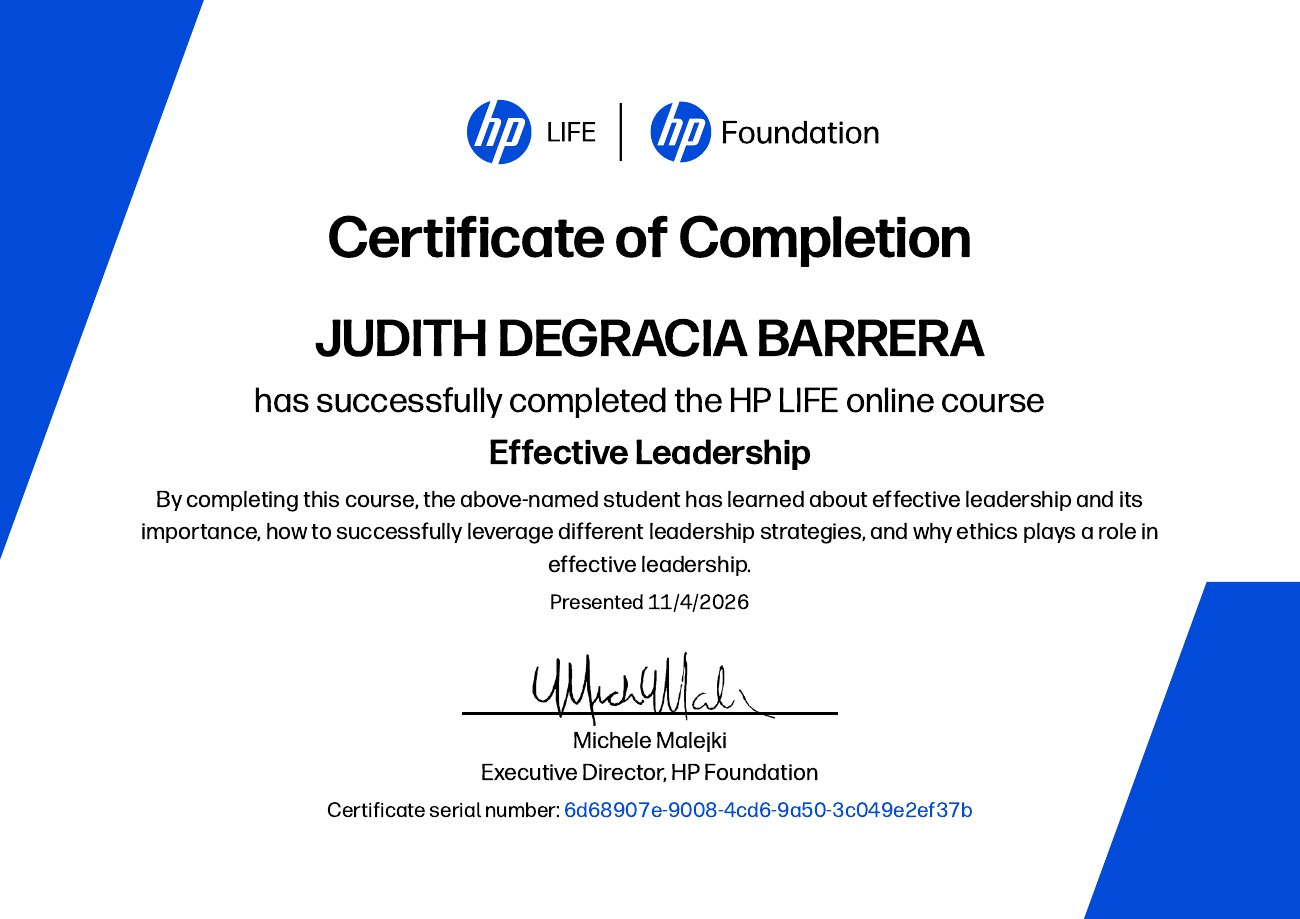 hp LIFE | hp Foundation
Certificate of Completion
JUDITH DEGRACIA BARRERA
has successfully completed the HP LIFE online course
Effective Leadership
By completing this course, the above-named student has learned about effective leadership and its
importance, how to successfully leverage different leadership strategies, and why ethics plays a role in
effective leadership.
Presented 11/4/2026
Michele Malejki
Executive Director, HP Foundation
Certificate serial number: 6d68907e-9008-4cd6-9a50-3c049e2ef37b